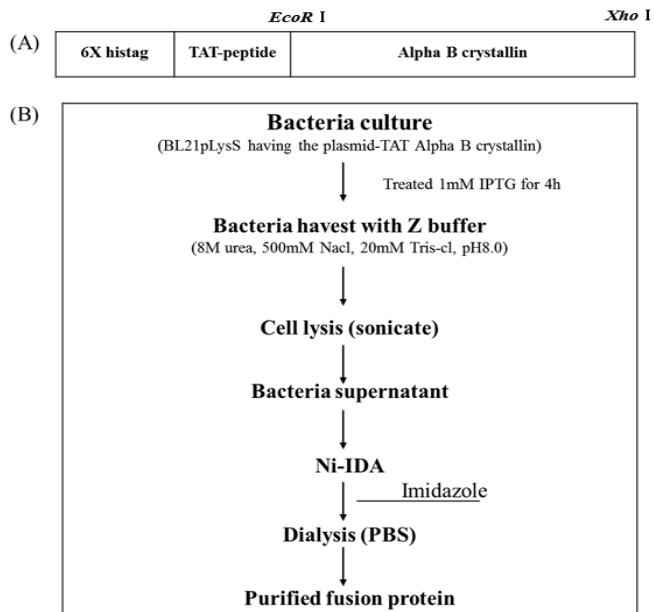 EcoR I Xho I
(A) 6X histag TAT-peptide Alpha B crystallin
(B)
Bacteria culture
(BL21pLysS having the plasmid-TAT Alpha B crystallin)
Treated 1mM IPTG for 4h
Bacteria havest with Z buffer
(8M urea, 500mM Nacl, 20mM Tris-cl, pH8.0)
Cell lysis (sonicate)
Bacteria supernatant
Ni-IDA
Imidazole
Dialysis (PBS)
Purified fusion protein